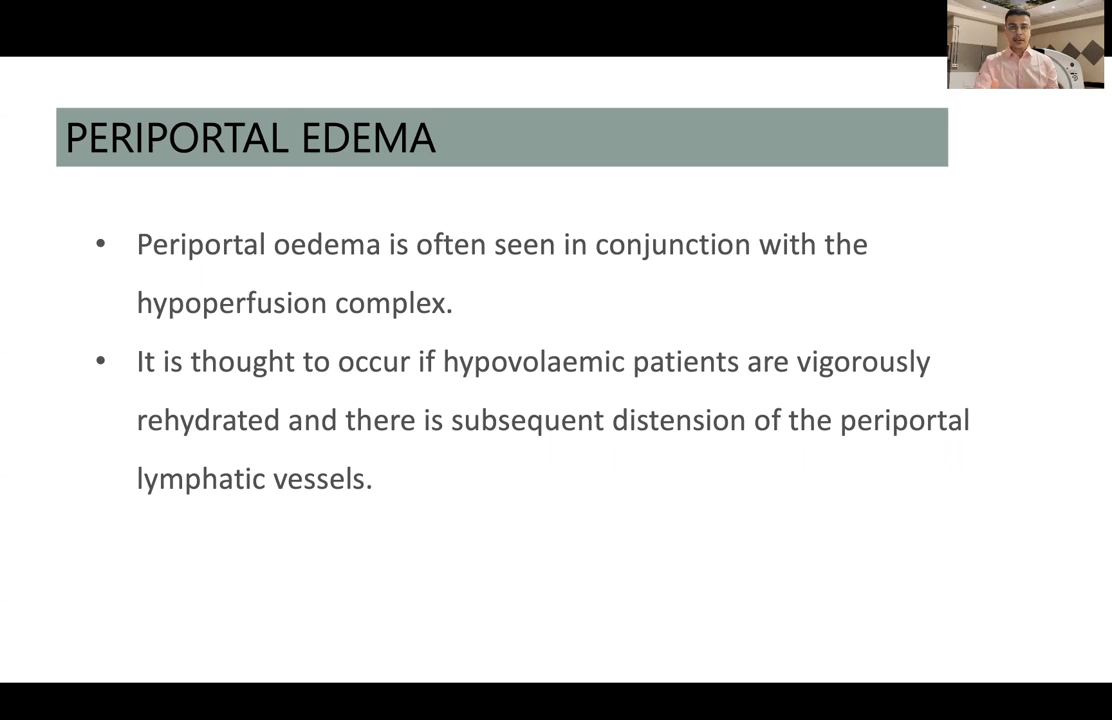 PERIPORTAL EDEMA
• Periportal oedema is often seen in conjunction with the
hypoperfusion complex.
• It is thought to occur if hypovolaemic patients are vigorously
rehydrated and there is subsequent distension of the periportal
lymphatic vessels.